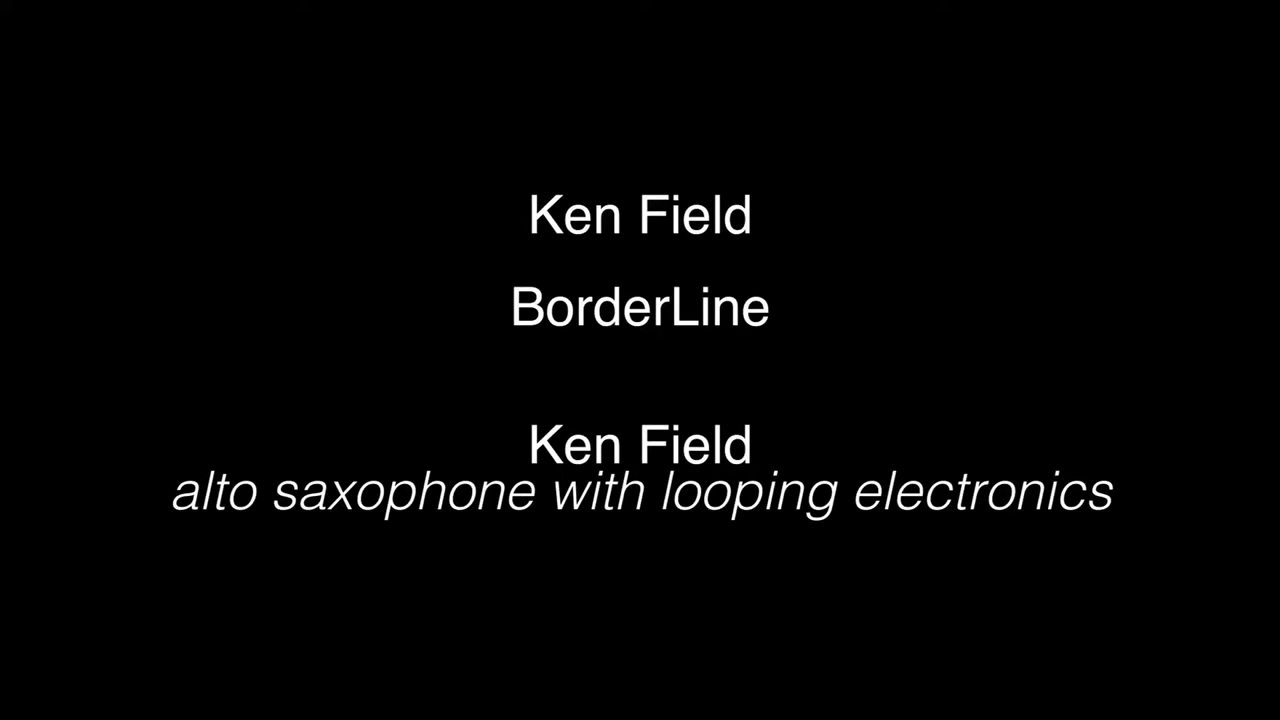 Ken Field
BorderLine
Ken Field
alto saxophone with looping electronics